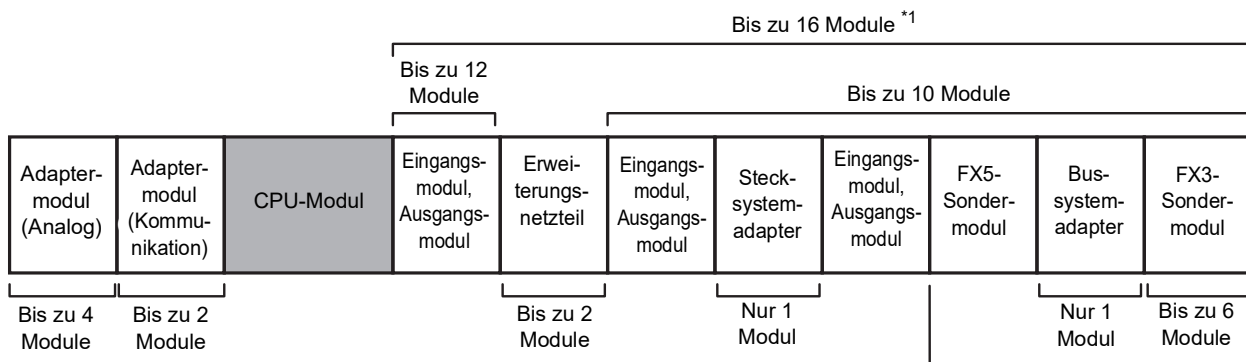 Bis zu 16 Module *1
Bis zu 12
Module
Bis zu 10 Module
Adapter-
modul
(Analog)
Adapter-
modul
(Kommu-
nikation)
CPU-Modul
Eingangs-
modul,
Ausgangs-
modul
Erwei-
terungs-
netzteil
Eingangs-
modul,
Ausgangs-
modul
Steck-
system-
adapter
Eingangs-
modul,
Ausgangs-
modul
FX5-
Sonder-
modul
Bus-
system-
adapter
FX3-
Sonder-
modul
Bis zu 4
Module
Bis zu 2
Module
Bis zu 2
Module
Nur 1
Modul
Nur 1
Modul
Bis zu 6
Module